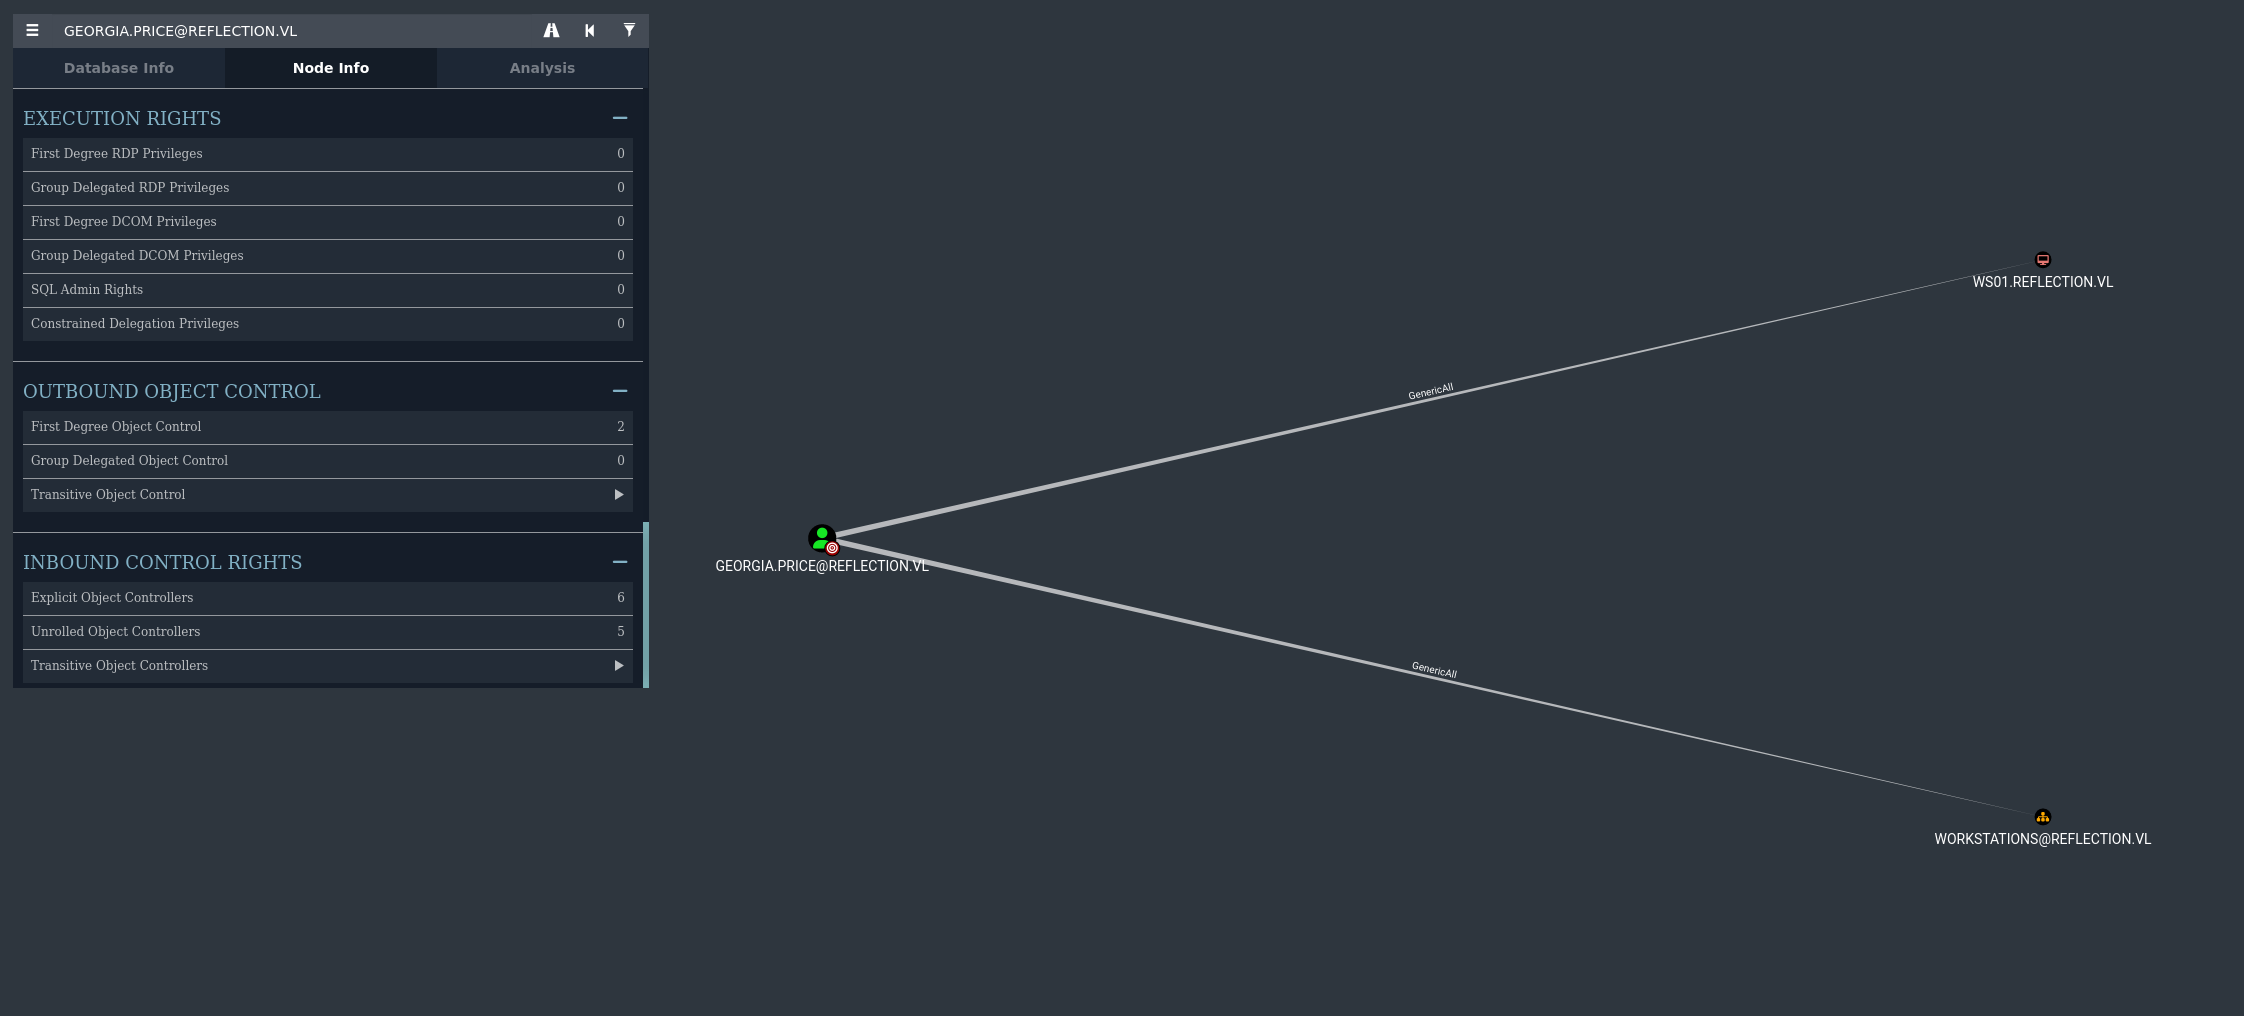 GEORGIA.PRICE@REFLECTION.VL
Database Info
Node Info
Analysis
EXECUTION RIGHTS
First Degree RDP Privileges 0
Group Delegated RDP Privileges 0
First Degree DCOM Privileges 0
Group Delegated DCOM Privileges 0
SQL Admin Rights 0
Constrained Delegation Privileges 0
OUTBOUND OBJECT CONTROL
First Degree Object Control 2
Group Delegated Object Control 0
Transitive Object Control
INBOUND CONTROL RIGHTS
Explicit Object Controllers 6
Unrolled Object Controllers 5
Transitive Object Controllers
WS01.REFLECTION.VL
GenericAll
GEORGIA.PRICE@REFLECTION.VL
GenericAll
WORKSTATIONS@REFLECTION.VL